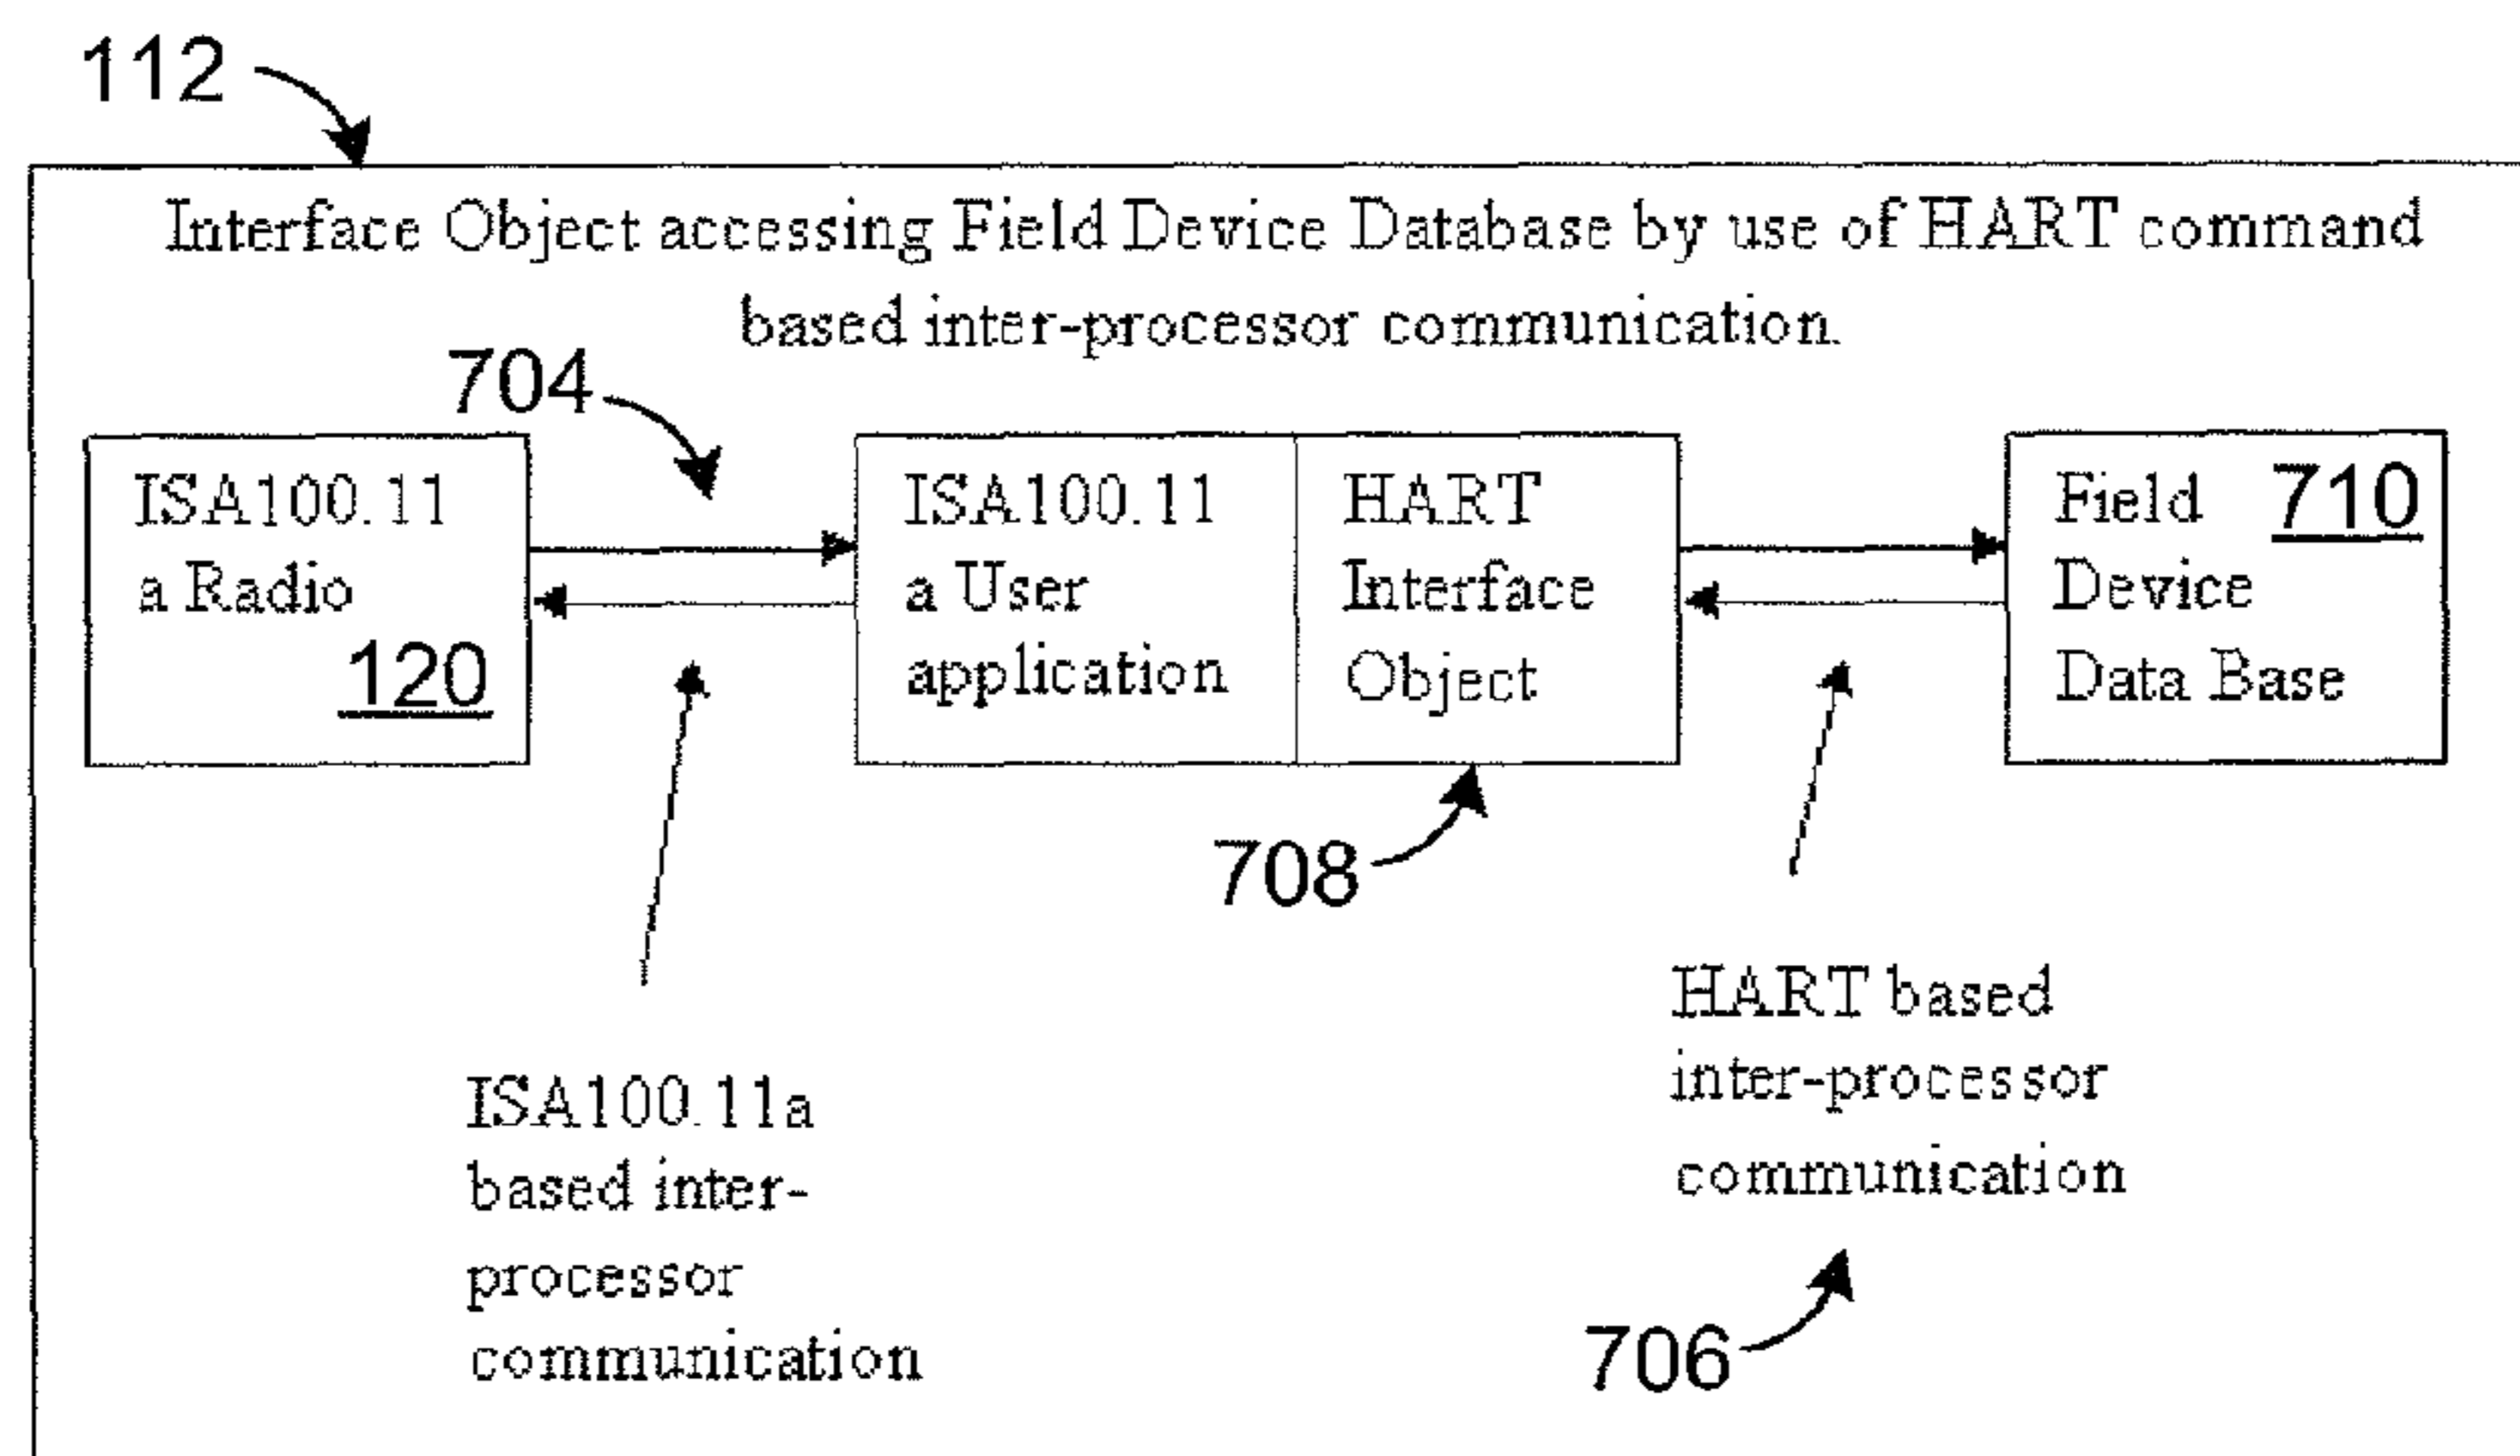 112
Interface Object accessing Field Device Database by use of HART command
based inter-processor communication.
704
ISA100.11
a Radio
120
ISA100.11
a User
application
HART
Interface
Object
Field 710
Device
Data Base
708
ISA100.11a
based inter-
processor
communication
HART based
inter-processor
communication
706